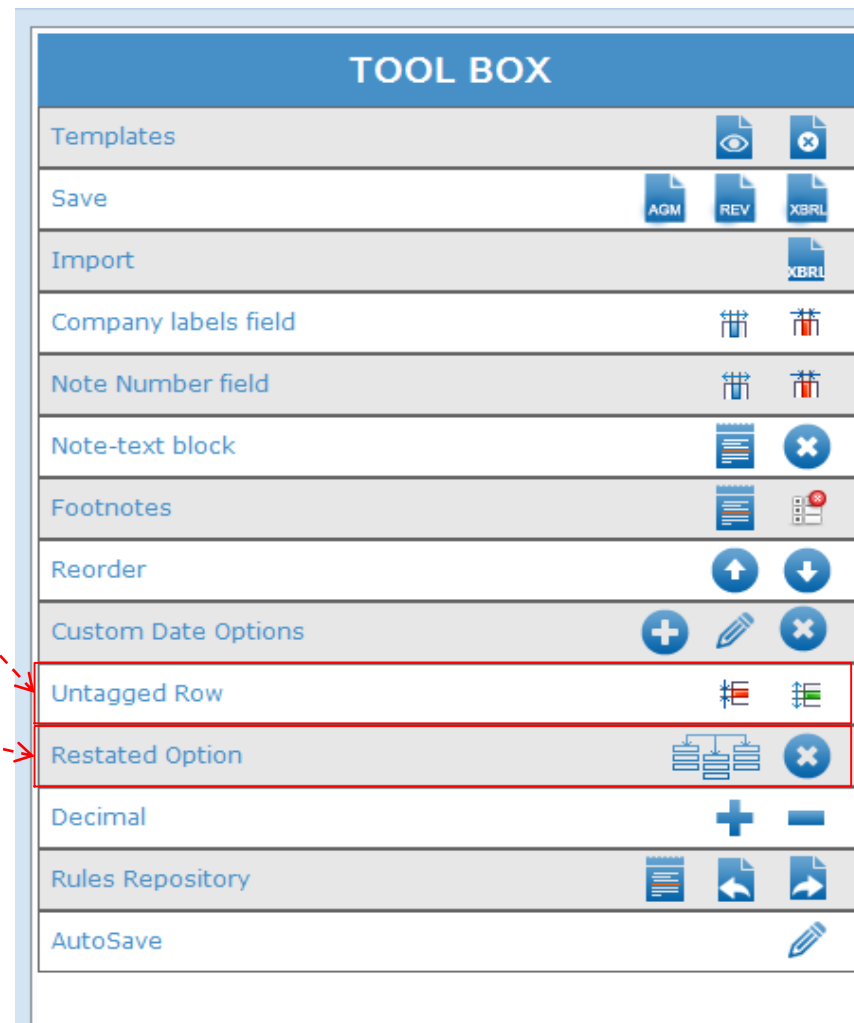 TOOL BOX
Templates
Save AGM REV XBRL
Import XBRL
Company labels field
Note Number field
Note-text block
Footnotes
Reorder
Custom Date Options
Untagged Row
Restated Option
Decimal
Rules Repository
AutoSave